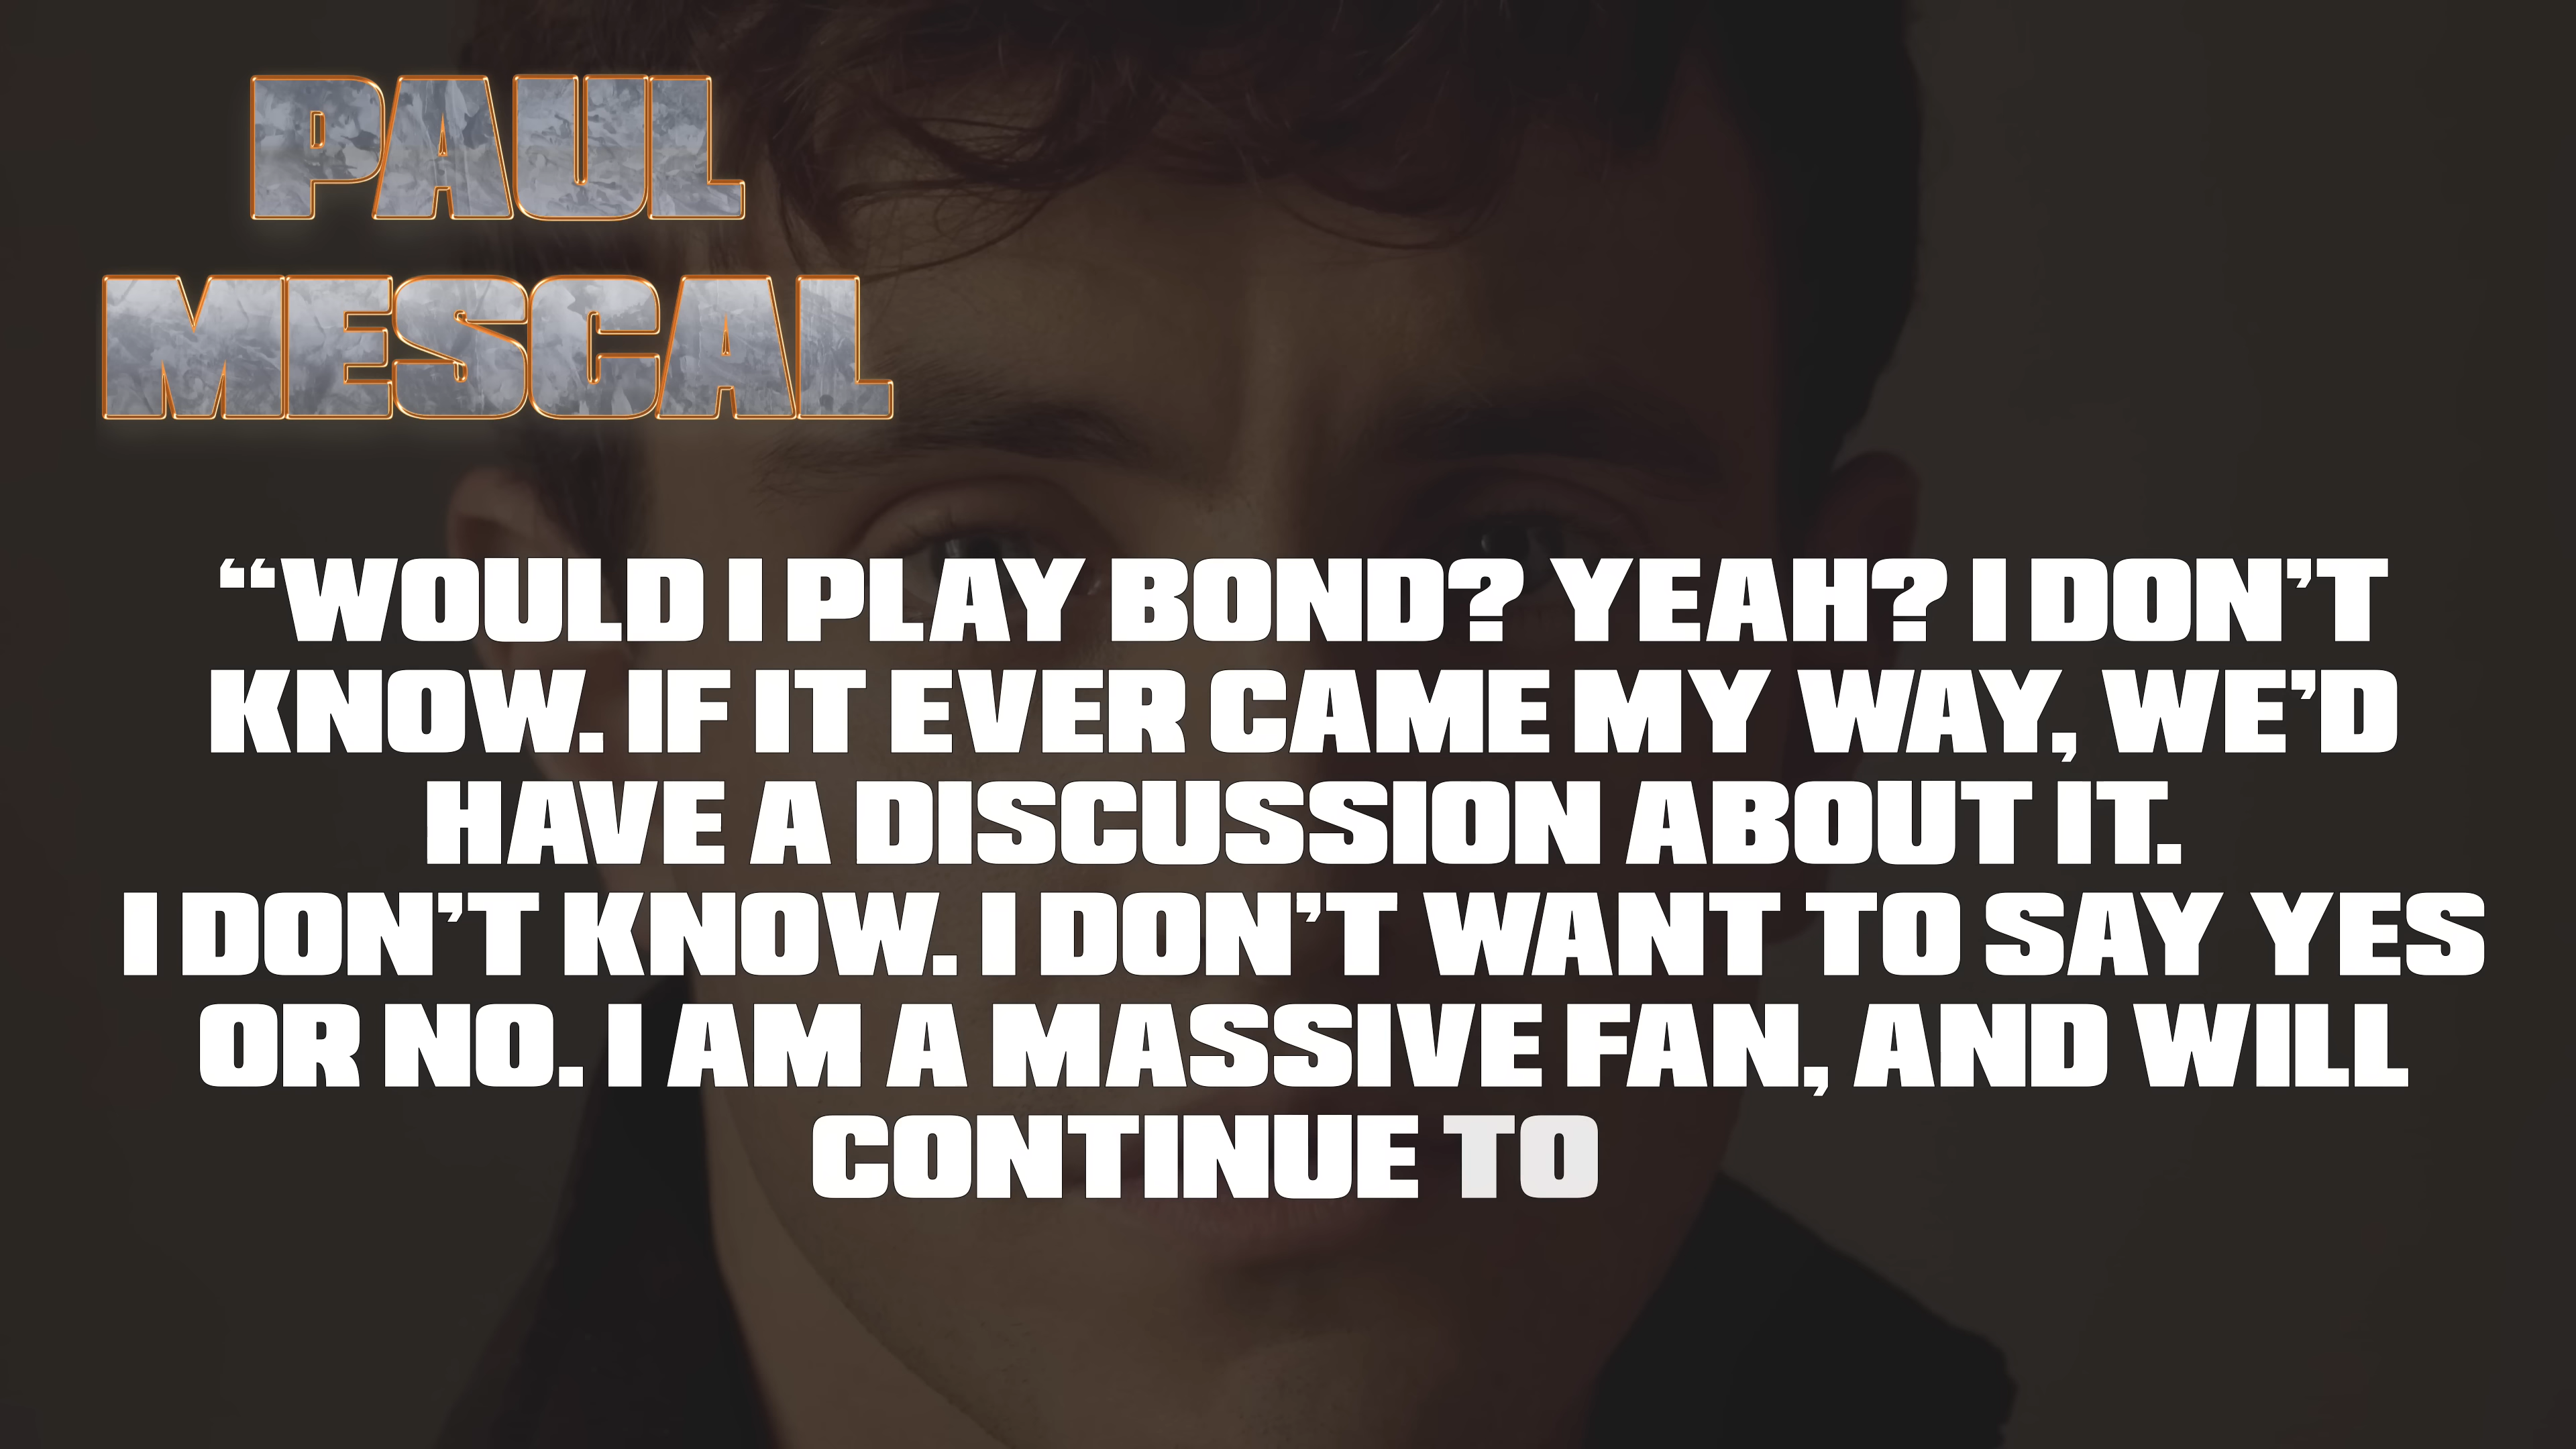 PAUL
MESCAL
“WOULD I PLAY BOND? YEAH? I DON’T
KNOW. IF IT EVER CAME MY WAY, WE’D
HAVE A DISCUSSION ABOUT IT.
I DON’T KNOW. I DON’T WANT TO SAY YES
OR NO. I AM A MASSIVE FAN, AND WILL
CONTINUE TO